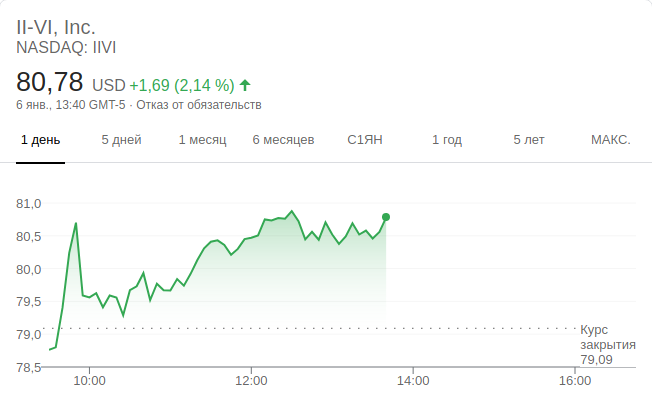 II-VI, Inc.
NASDAQ: IIVI
80,78 USD +1,69 (2,14 %)
6 янв., 13:40 GMT-5 · Отказ от обязательств
1 день 5 дней 1 месяц 6 месяцев С1ЯН 1 год 5 лет МАКС.
81,0
80,5
80,0
79,5
79,0
78,5
Курс
закрытия
79,09
10:00 12:00 14:00 16:00